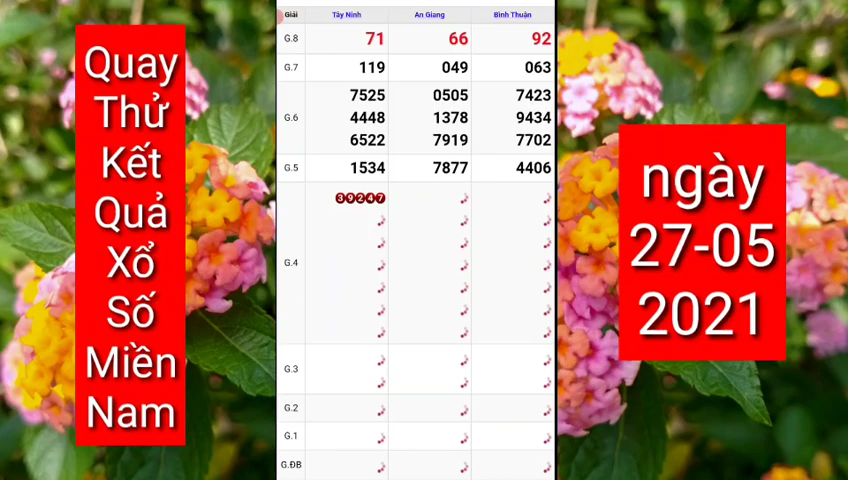 Quay
Thử
Kết
Quả
Xổ
Số
Miền
Nam
Giải Tây Ninh An Giang Bình Thuận
G.8 71 66 92
G.7 119 049 063
G.6 7525 0505 7423
4448 1378 9434
6522 7919 7702
G.5 1534 7877 4406
39247
G.4
G.3
G.2
G.1
G.ĐB
ngày
27-05
2021